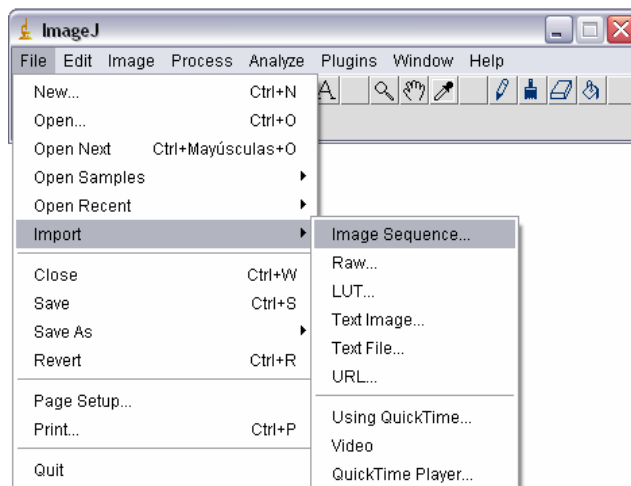 ImageJ
File Edit Image Process Analyze Plugins Window Help
New... Ctrl+N
Open... Ctrl+O
Open Next Ctrl+Mayúsculas+O
Open Samples
Open Recent
Import
Close Ctrl+W
Save Ctrl+S
Save As
Revert Ctrl+R
Page Setup...
Print... Ctrl+P
Quit
A
Image Sequence...
Raw...
LUT...
Text Image...
Text File...
URL...
Using QuickTime...
Video
QuickTime Player...